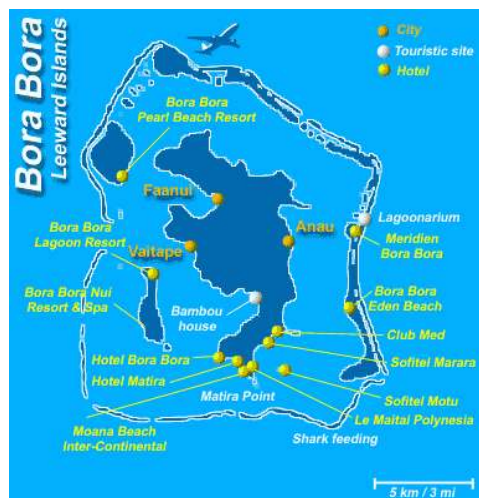 Bora Bora
Leeward Islands
City
Touristic site
Hotel
Bora Bora
Pearl Beach Resort
Faanui
Bora Bora
Lagoon Resort
Vaitape
Anau
Lagoonarium
Meridien
Bora Bora
Bora Bora Nui
Resort & Spa
Bambou
house
Bora Bora
Eden Beach
Club Med
Hotel Bora Bora
Sofitel Marara
Hotel Matira
Matira Point
Sofitel Motu
Le Maitai Polynesia
Moana Beach
Inter-Continental
Shark feeding
5 km / 3 mi